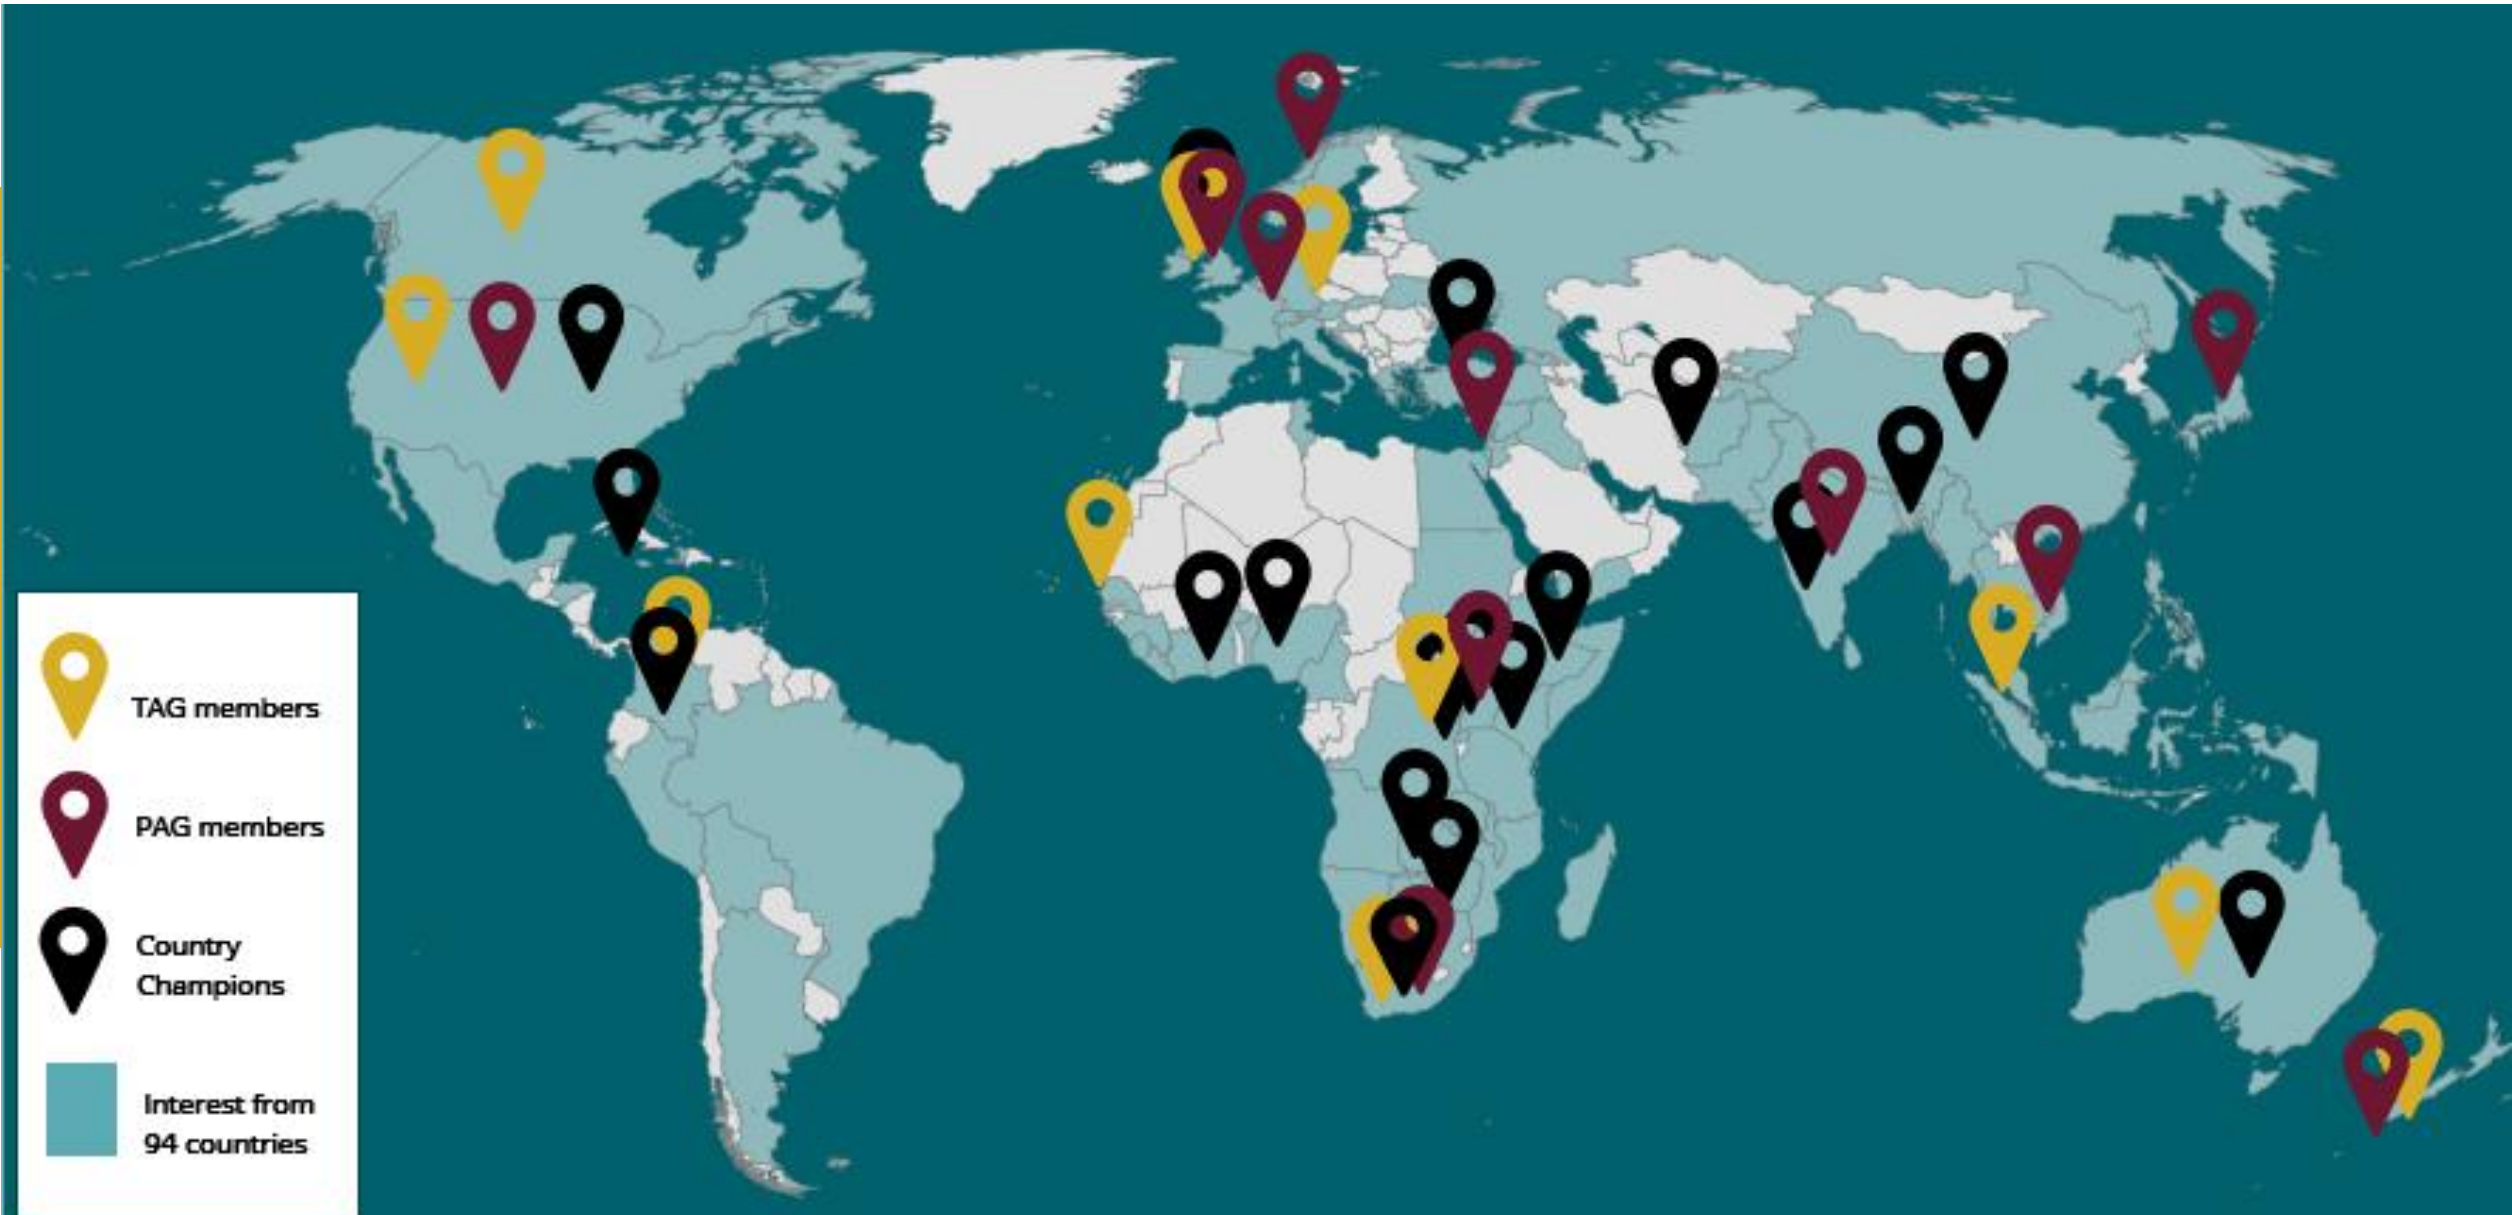 TAG members
PAG members
Country
Champions
Interest from
94 countries